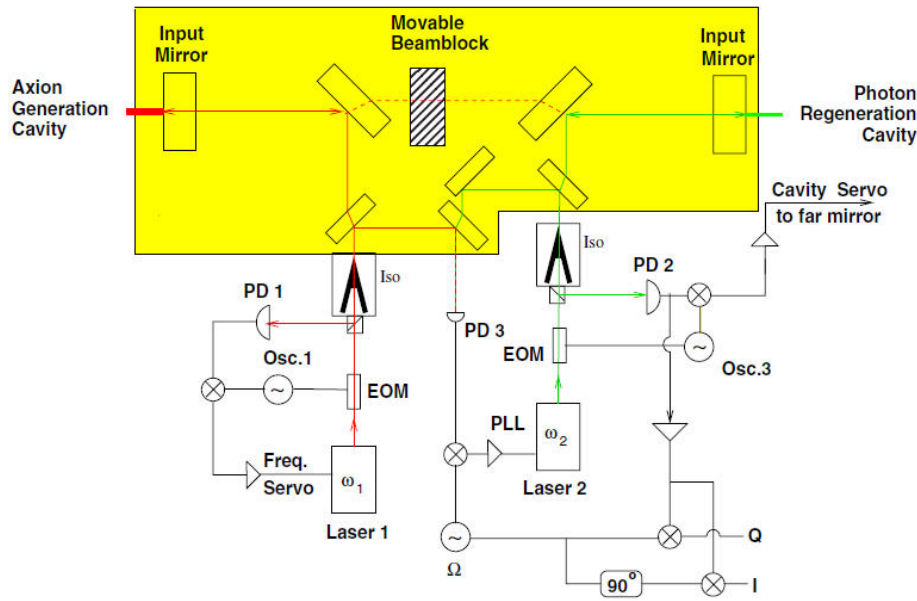 Input
Mirror
Movable
Beamblock
Input
Mirror
Axion
Generation
Cavity
Photon
Regeneration
Cavity
Cavity Servo
to far mirror
Iso
Iso
PD 1
PD 2
PD 3
Osc.1
EOM
EOM
Osc.3
~
~
PLL
ω2
Freq.
Servo
ω1
Laser 2
Laser 1
~
Ω
Q
90°
I